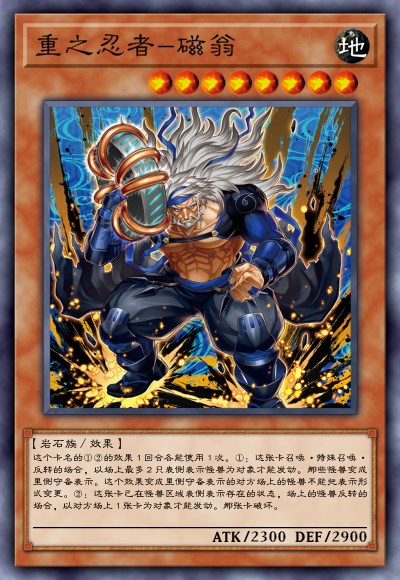 重之忍者-磁翁
地
【岩石族/效果】
这个卡名的①②的效果1回合各能使用1次。①:这张卡召唤·特殊召唤·
反转的场合,以场上最多2只表侧表示怪兽为对象才能发动。那些怪兽变成
里侧守备表示。这个效果变成里侧守备表示的对方场上的怪兽不能把表示形
式变更。②:这张卡已在怪兽区域表侧表示存在的状态,场上的怪兽反转的
场合,以对方场上1张卡为对象才能发动。那张卡破坏。
ATK/2300 DEF/2900